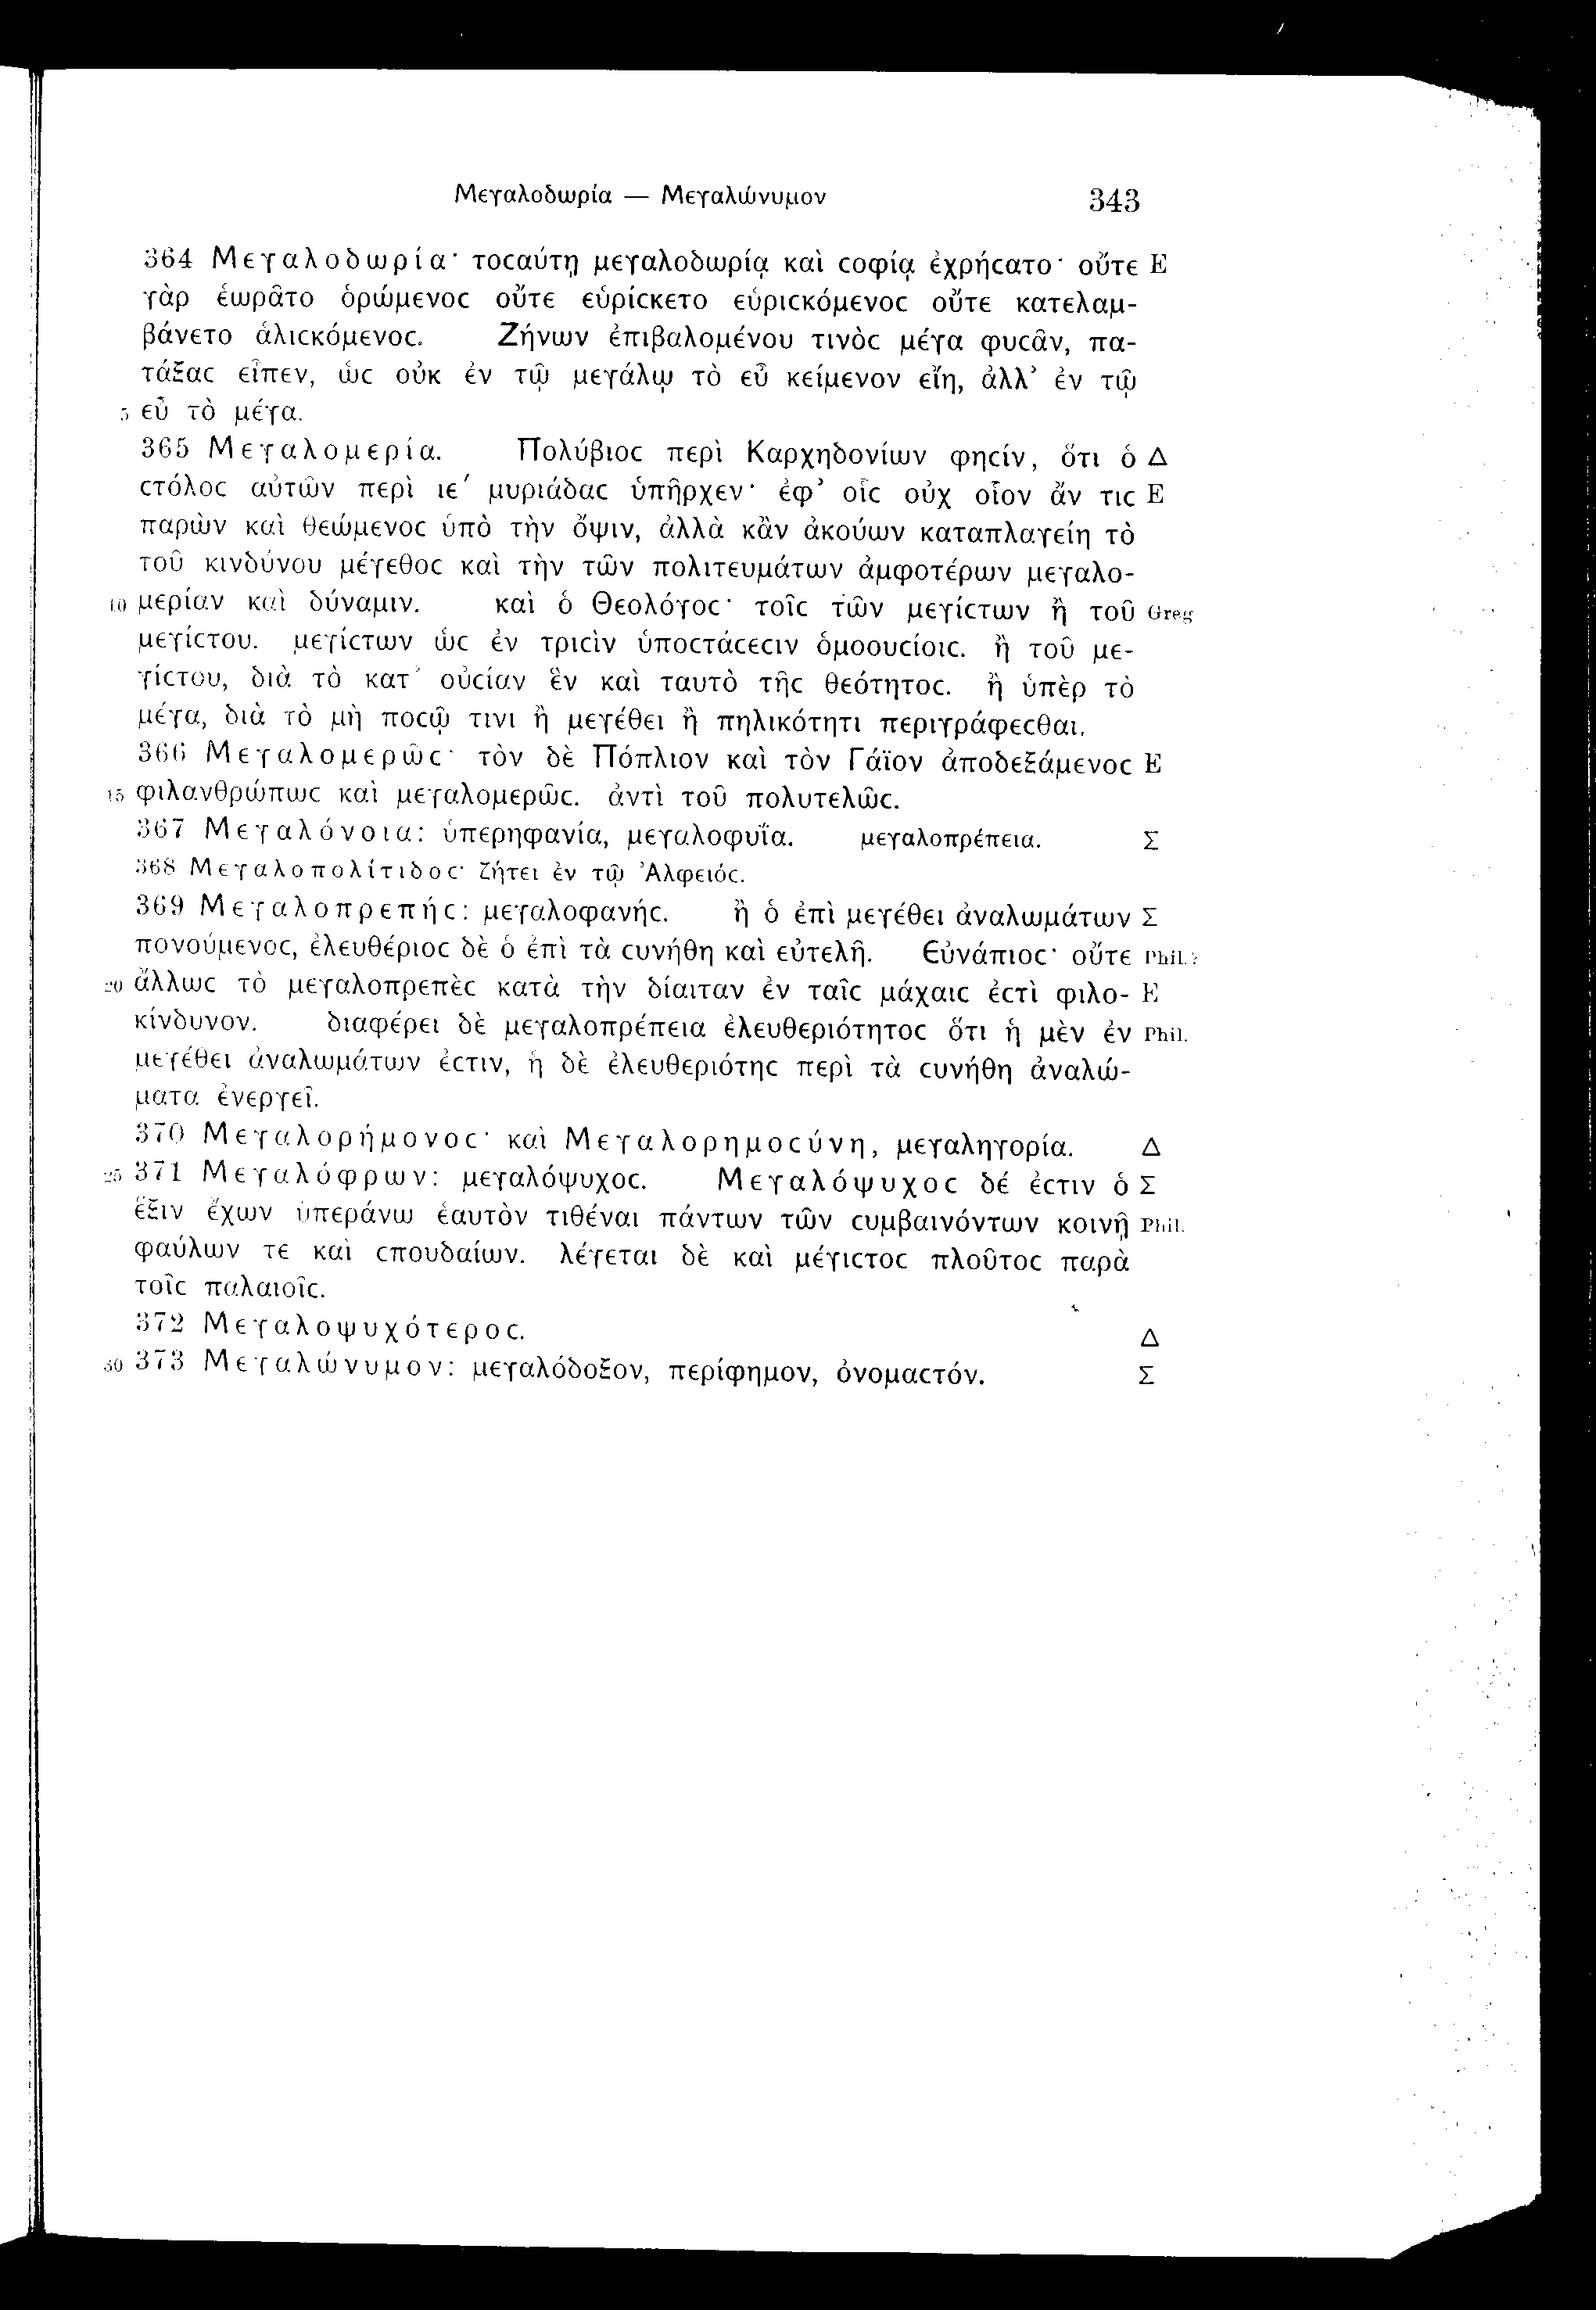 Μεγαλοδωρία — Μεγαλώνυμον 343
364 Μεγαλοδωρία· τοϲαύτῃ μεγαλοδωρίᾳ καὶ ϲοφίᾳ ἐχρήϲατο· οὔτε Ε
γὰρ ἑωρᾶτο ὁρώμενοϲ οὔτε εὑρίϲκετο εὑριϲκόμενοϲ οὔτε κατελαμ-
βάνετο ἁλιϲκόμενοϲ. Ζήνων ἐπιβαλομένου τινὸϲ μέγα φυϲᾶν, πα-
τάξαϲ εἶπεν, ὡϲ οὐκ ἐν τῷ μεγάλῳ τὸ εὖ κείμενον εἴη, ἀλλ’ ἐν τῷ
5 εὖ τὸ μέγα.
365 Μεγαλομερία. Πολύβιοϲ περὶ Καρχηδονίων φηϲίν, ὅτι ὁ Δ
ϲτόλοϲ αὐτῶν περὶ ιε′ μυριάδαϲ ὑπῆρχεν· ἐφ’ οἷϲ οὐχ οἷον ἄν τιϲ Ε
παρὼν καὶ θεώμενοϲ ὑπὸ τὴν ὄψιν, ἀλλὰ κἂν ἀκούων καταπλαγείη τὸ
τοῦ κινδύνου μέγεθοϲ καὶ τὴν τῶν πολιτευμάτων ἀμφοτέρων μεγαλο-
10 μερίαν καὶ δύναμιν. καὶ ὁ Θεολόγοϲ· τοῖϲ τῶν μεγίϲτων ἢ τοῦ Greg
μεγίϲτου. μεγίϲτων ὡϲ ἐν τριϲὶν ὑποϲτάϲεϲιν ὁμοουϲίοιϲ. ἢ τοῦ με-
γίϲτου, διὰ τὸ κατ’ οὐϲίαν ἓν καὶ ταυτὸ τῆϲ θεότητοϲ. ἢ ὑπὲρ τὸ
μέγα, διὰ τὸ μὴ ποϲῷ τινι ἢ μεγέθει ἢ πηλικότητι περιγράφεϲθαι.
366 Μεγαλομερῶϲ· τὸν δὲ Πόπλιον καὶ τὸν Γάϊον ἀποδεξάμενοϲ Ε
15 φιλανθρώπωϲ καὶ μεγαλομερῶϲ. ἀντὶ τοῦ πολυτελῶϲ.
367 Μεγαλόνοια: ὑπερηφανία, μεγαλοφυΐα. μεγαλοπρέπεια. Σ
368 Μεγαλοπολίτιδοϲ· ζήτει ἐν τῷ Ἀλφειόϲ.
369 Μεγαλοπρεπήϲ: μεγαλοφανήϲ. ἢ ὁ ἐπὶ μεγέθει ἀναλωμάτων Σ
πονούμενοϲ, ἐλευθέριοϲ δὲ ὁ ἐπὶ τὰ ϲυνήθη καὶ εὐτελῆ. Εὐνάπιοϲ· οὔτε Phil.?
20 ἄλλωϲ τὸ μεγαλοπρεπὲϲ κατὰ τὴν δίαιταν ἐν ταῖϲ μάχαιϲ ἐϲτὶ φιλο- Ε
κίνδυνον. διαφέρει δὲ μεγαλοπρέπεια ἐλευθεριότητοϲ ὅτι ἡ μὲν ἐν Phil.
μεγέθει ἀναλωμάτων ἐϲτιν, ἡ δὲ ἐλευθεριότηϲ περὶ τὰ ϲυνήθη ἀναλώ-
ματα ἐνεργεῖ.
370 Μεγαλορήμονοϲ· καὶ Μεγαλορημοϲύνη, μεγαληγορία. Δ
25 371 Μεγαλόφρων: μεγαλόψυχοϲ. Μεγαλόψυχοϲ δέ ἐϲτιν ὁ Σ
ἕξιν ἔχων ὑπεράνω ἑαυτὸν τιθέναι πάντων τῶν ϲυμβαινόντων κοινῇ Phil.
φαύλων τε καὶ ϲπουδαίων. λέγεται δὲ καὶ μέγιϲτοϲ πλοῦτοϲ παρὰ
τοῖϲ παλαιοῖϲ.
372 Μεγαλοψυχότεροϲ. Δ
30 373 Μεγαλώνυμον: μεγαλόδοξον, περίφημον, ὀνομαϲτόν. Σ